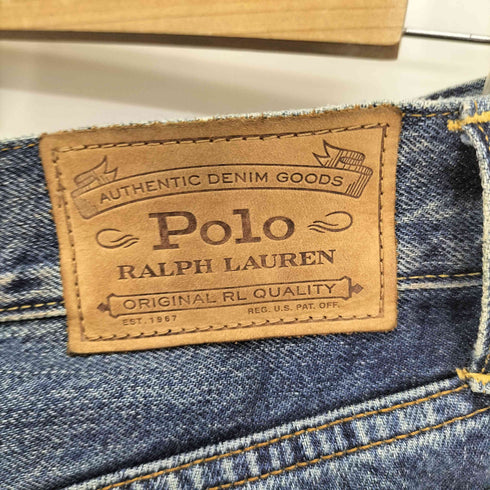 AUTHENTIC DENIM GOODS
Polo
RALPH LAUREN
ORIGINAL RL QUALITY
EST. 1967 REG. U.S. PAT. OFF.